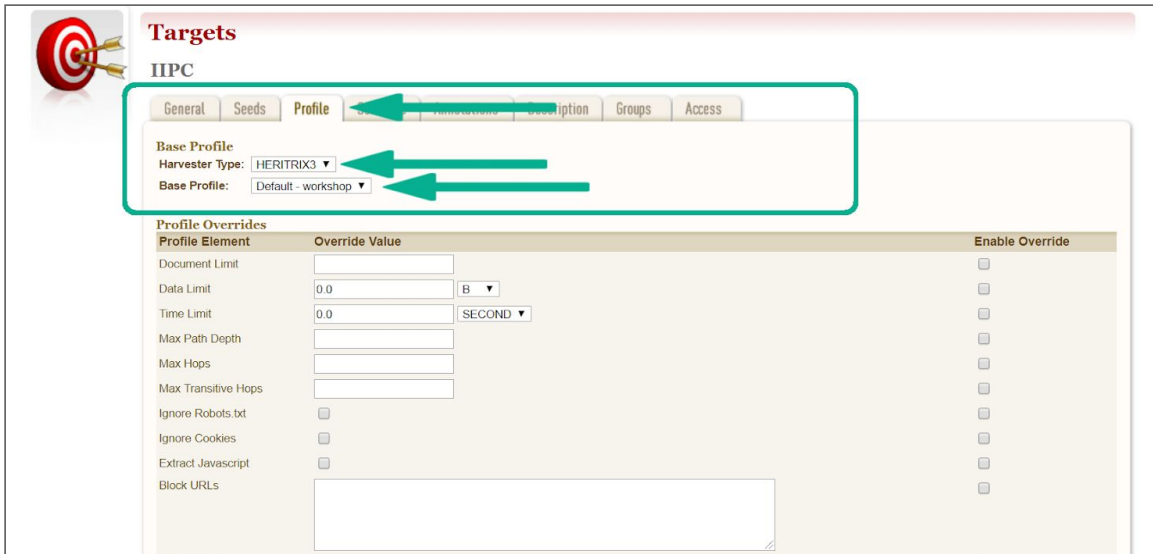 Targets
IIPC
General Seeds Profile Description Groups Access
Base Profile
Harvester Type: HERITRIX3 ▼
Base Profile: Default - workshop ▼
Profile Overrides
Profile Element Override Value Enable Override
Document Limit
Data Limit 0.0 B ▼
Time Limit 0.0 SECOND ▼
Max Path Depth
Max Hops
Max Transitive Hops
Ignore Robots.txt
Ignore Cookies
Extract Javascript
Block URLs